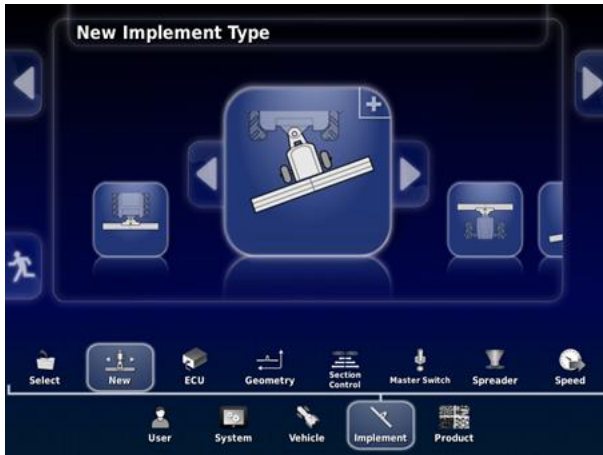 New Implement Type
Select
New
ECU
Geometry
Section
Control
Master Switch
Spreader
Speed
User
System
Vehicle
Implement
Product